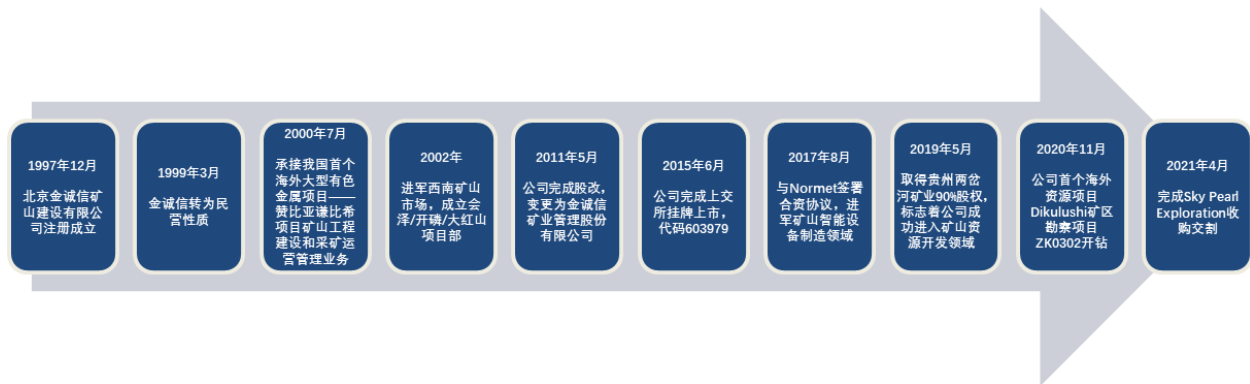 1997年12月
北京金诚信矿
山建设有限公
司注册成立
1999年3月
金诚信转为民
营性质
2000年7月
承接我国首个
海外大型有色
金属项目——
赞比亚谦比希
项目矿山工程
建设和采矿运
营管理业务
2002年
进军西南矿山
市场，成立会
泽/开磷/大红山
项目部
2011年5月
公司完成股改，
变更为金诚信
矿业管理股份
有限公司
2015年6月
公司完成上交
所挂牌上市，
代码603979
2017年8月
与Normet签署
合资协议，进
军矿山智能设
备制造领域
2019年5月
取得贵州两岔
河矿业90%股权，
标志着公司成
功进入矿山资
源开发领域
2020年11月
公司首个海外
资源项目
Dikulushi矿区
勘察项目
ZK0302开钻
2021年4月
完成Sky Pearl
Exploration收
购交割